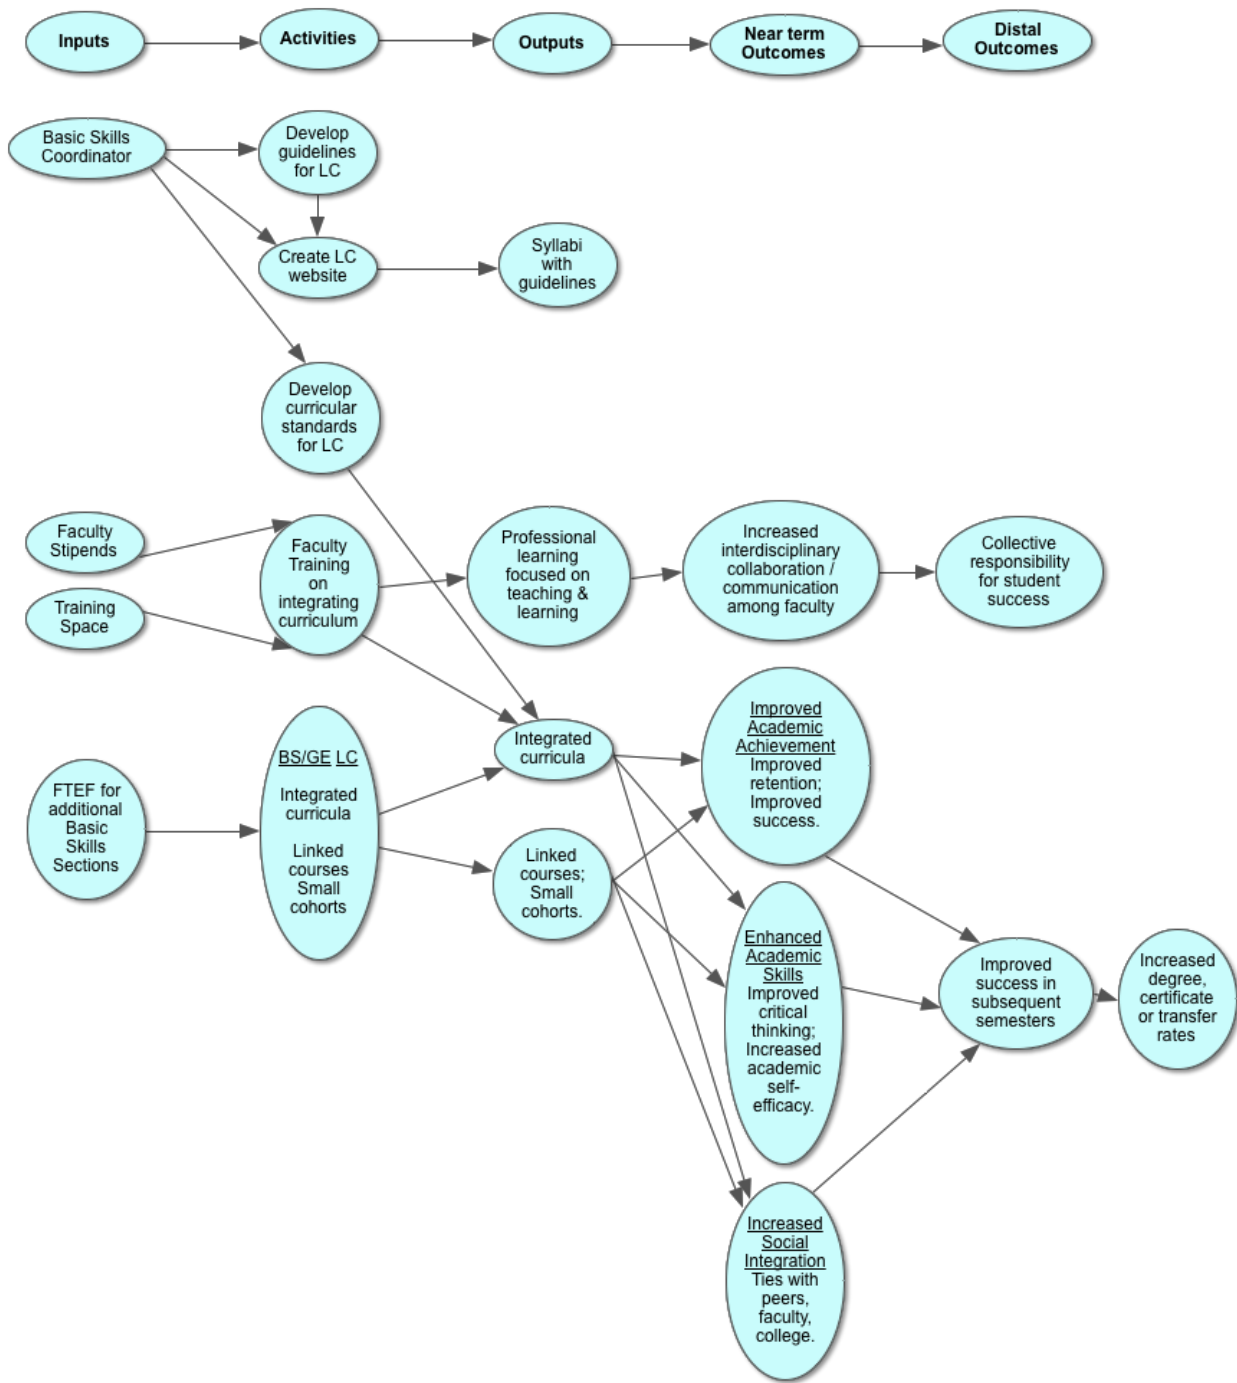 Inputs
Activities
Outputs
Near term
Outcomes
Distal
Outcomes
Basic Skills
Coordinator
Develop
guidelines
for LC
Create LC
website
Syllabi
with
guidelines
Develop
curricular
standards
for LC
Faculty
Stipends
Training
Space
Faculty
Training
on
integrating
curriculum
Professional
learning
focused on
teaching &
learning
Increased
interdisciplinary
collaboration /
communication
among faculty
Collective
responsibility
for student
success
FTEF for
additional
Basic
Skills
Sections
BS/GE LC
Integrated
curricula
Linked
courses
Small
cohorts
Integrated
curricula
Linked
courses;
Small
cohorts.
Improved
Academic
Achievement
Improved
retention;
Improved
success.
Enhanced
Academic
Skills
Improved
critical
thinking;
Increased
academic
self-
efficacy.
Increased
Social
Integration
Ties with
peers,
faculty,
college.
Improved
success in
subsequent
semesters
Increased
degree,
certificate
or transfer
rates